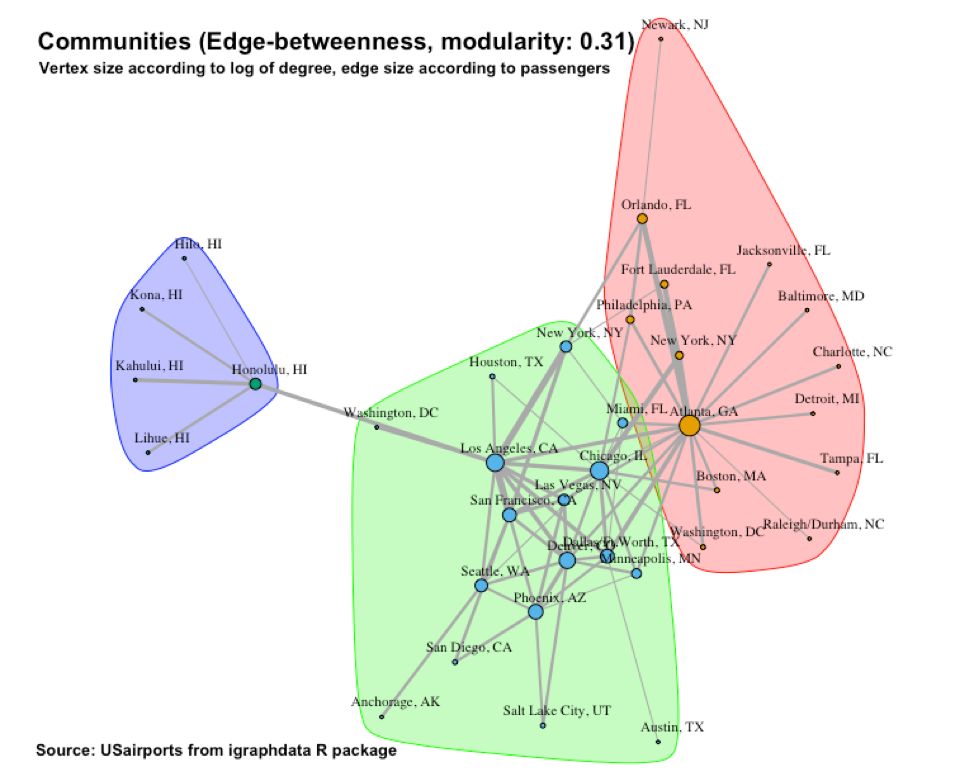 Newark, NJ
Communities (Edge-betweenness, modularity: 0.31)
Vertex size according to log of degree, edge size according to passengers
Orlando, FL
Hilo, HI
Jacksonville, FL
Fort Lauderdale, FL
Kona, HI
Baltimore, MD
Philadelphia, PA
New York, NY
New York, NY
Charlotte, NC
Houston, TX
Kahului, HI
Honolulu, HI
Detroit, MI
Washington, DC
Miami, FL
Atlanta, GA
Lihue, HI
Los Angeles, CA
Chicago, IL
Tampa, FL
Boston, MA
Las Vegas, NV
San Francisco, CA
Raleigh/Durham, NC
Washington, DC
Dallas/Ft.Worth, TX
Denver, CO
Minneapolis, MN
Seattle, WA
Phoenix, AZ
San Diego, CA
Anchorage, AK
Salt Lake City, UT
Austin, TX
Source: USairports from igraphdata R package